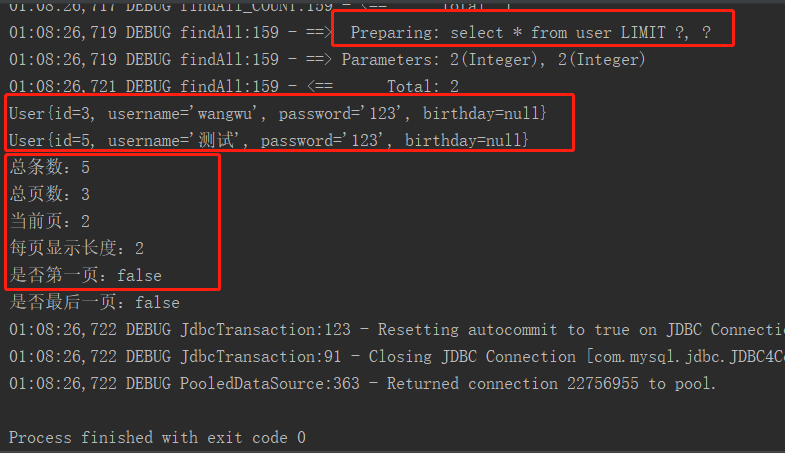 01:08:26,717 DEBUG findAll_COUNT:159 - <==      Total: 1
01:08:26,719 DEBUG findAll:159 - ==>  Preparing: select * from user LIMIT ?, ?
01:08:26,719 DEBUG findAll:159 - ==> Parameters: 2(Integer), 2(Integer)
01:08:26,721 DEBUG findAll:159 - <==      Total: 2
User{id=3, username='wangwu', password='123', birthday=null}
User{id=5, username='测试', password='123', birthday=null}
总条数：5
总页数：3
当前页：2
每页显示长度：2
是否第一页：false
是否最后一页：false
01:08:26,722 DEBUG JdbcTransaction:123 - Resetting autocommit to true on JDBC Connecti
01:08:26,722 DEBUG JdbcTransaction:91 - Closing JDBC Connection [com.mysql.jdbc.JDBC4C
01:08:26,722 DEBUG PooledDataSource:363 - Returned connection 22756955 to pool.
Process finished with exit code 0